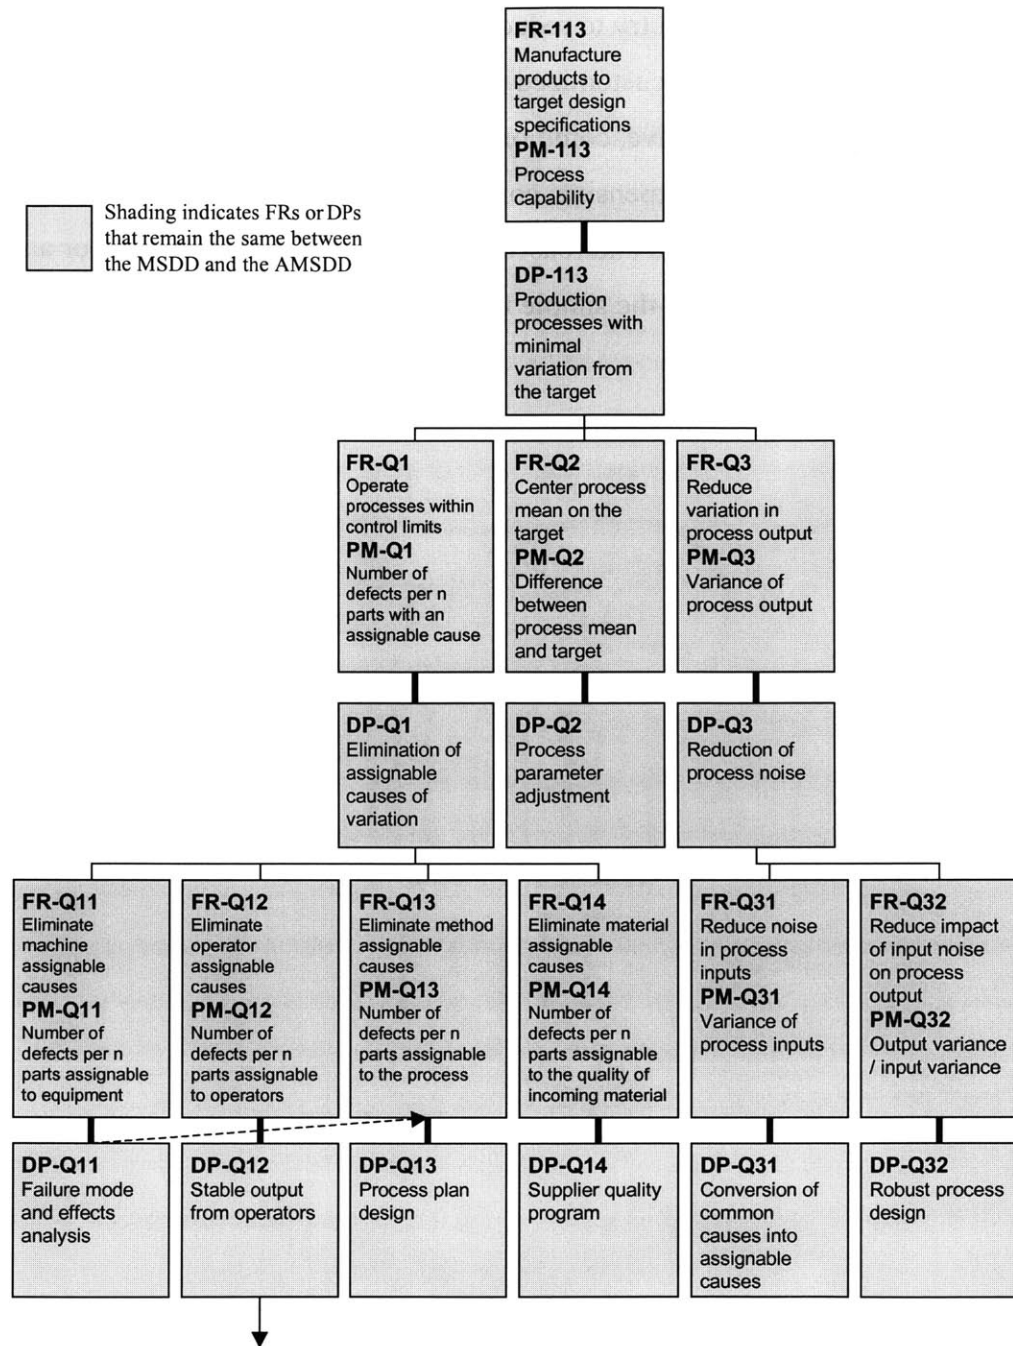 FR-113
Manufacture
products to
target design
specifications
PM-113
Process
capability
Shading indicates FRs or DPs
that remain the same between
the MSDD and the AMSDD
DP-113
Production
processes with
minimal
variation from
the target
FR-Q1
Operate
processes within
control limits
PM-Q1
Number of
defects per n
parts with an
assignable cause
FR-Q2
Center process
mean on the
target
PM-Q2
Difference
between
process mean
and target
FR-Q3
Reduce
variation in
process output
PM-Q3
Variance of
process output
DP-Q1
Elimination of
assignable
causes of
variation
DP-Q2
Process
parameter
adjustment
DP-Q3
Reduction of
process noise
FR-Q11
Eliminate
machine
assignable
causes
PM-Q11
Number of
defects per n
parts assignable
to equipment
FR-Q12
Eliminate
operator
assignable
causes
PM-Q12
Number of
defects per n
parts assignable
to operators
FR-Q13
Eliminate method
assignable
causes
PM-Q13
Number of
defects per n
parts assignable
to the process
FR-Q14
Eliminate material
assignable
causes
PM-Q14
Number of
defects per n
parts assignable
to the quality of
incoming material
FR-Q31
Reduce noise
in process
inputs
PM-Q31
Variance of
process inputs
FR-Q32
Reduce impact
of input noise
on process
output
PM-Q32
Output variance
/ input variance
DP-Q11
Failure mode
and effects
analysis
DP-Q12
Stable output
from operators
DP-Q13
Process plan
design
DP-Q14
Supplier quality
program
DP-Q31
Conversion of
common
causes into
assignable
causes
DP-Q32
Robust process
design